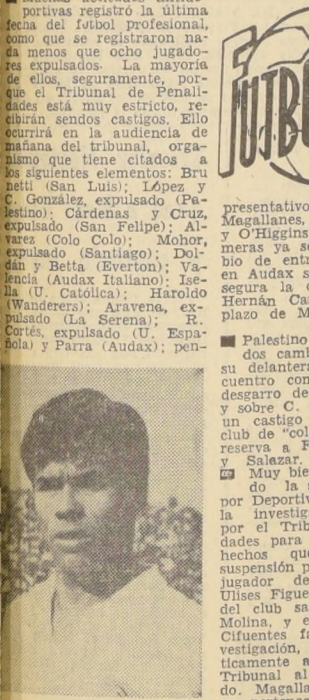 portivas registró la última
fecha del fútbol profesional,
como que se registraron na-
da menos que ocho jugado-
res expulsados. La mayoría
de ellos, seguramente, por-
que el Tribunal de Penali-
dades está muy estricto, re-
cibirán sendos castigos. Ello
ocurrirá en la audiencia de
mañana del tribunal, orga-
nismo que tiene citados a
los siguientes elementos: Bru
netti (San Luis); López y
C. González, expulsado (Pa-
lestino); Cárdenas y Cruz,
expulsado (San Felipe); Al-
varez (Colo Colo); Mohor,
expulsado (Santiago); Dol-
dán y Betta (Everton); Va-
lencia (Audax Italiano); Ise-
lla (U. Católica); Haroldo
(Wanderers); Aravena, ex-
pulsado (La Serena); R.
Cortés, expulsado (U. Espa-
ñola) y Parra (Audax); pen-
FUTBO
presentativo
Magallanes,
y O'Higgins
meras ya s
bio de entr
en Audax s
segura la c
Hernán Ca
plazo de M
Palestino
dos camb
su delantera
cuentro con
desgarro de
y sobre C.
un castigo
club de "col
reserva a F
y Salazar.
Muy bie
do la
por Deportiv
la investig
por el Trib
dades para
hechos que
suspensión p
jugador de
Ulises Figue
del club sa
Molina, y e
Cifuentes fa
vestigación,
ticamente a
Tribunal al
do. Magalla